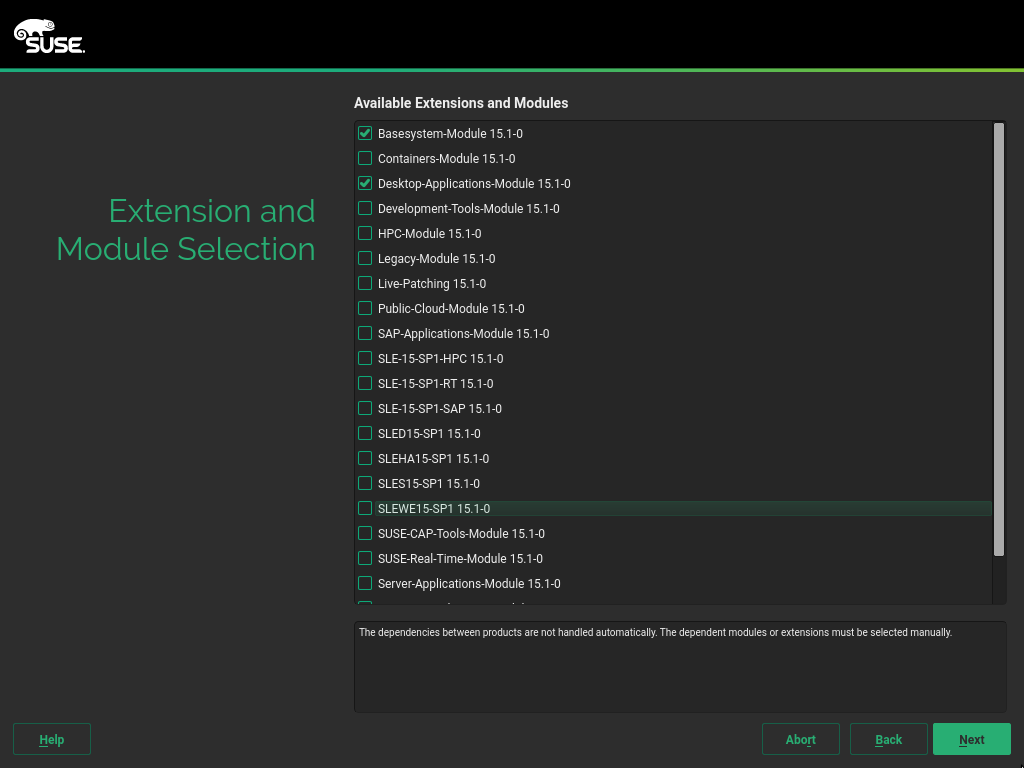 SUSE
Available Extensions and Modules
Extension and
Module Selection
Basesystem-Module 15.1-0
Containers-Module 15.1-0
Desktop-Applications-Module 15.1-0
Development-Tools-Module 15.1-0
HPC-Module 15.1-0
Legacy-Module 15.1-0
Live-Patching 15.1-0
Public-Cloud-Module 15.1-0
SAP-Applications-Module 15.1-0
SLE-15-SP1-HPC 15.1-0
SLE-15-SP1-RT 15.1-0
SLE-15-SP1-SAP 15.1-0
SLED15-SP1 15.1-0
SLEHA15-SP1 15.1-0
SLES15-SP1 15.1-0
SLEWE15-SP1 15.1-0
SUSE-CAP-Tools-Module 15.1-0
SUSE-Real-Time-Module 15.1-0
Server-Applications-Module 15.1-0
The dependencies between products are not handled automatically. The dependent modules or extensions must be selected manually.
Help
Abort
Back
Next